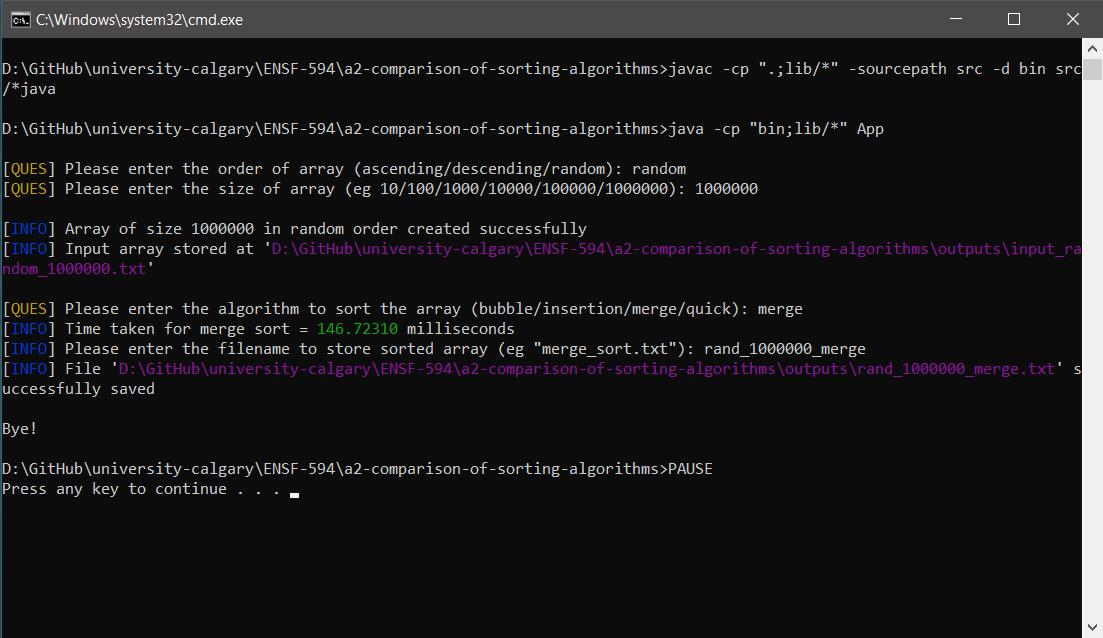 C:\Windows\system32\cmd.exe
D:\GitHub\university-calgary\ENSF-594\a2-comparison-of-sorting-algorithms>javac -cp ".;lib/*" -sourcepath src -d bin src
/*java
D:\GitHub\university-calgary\ENSF-594\a2-comparison-of-sorting-algorithms>java -cp "bin;lib/*" App
[QUES] Please enter the order of array (ascending/descending/random): random
[QUES] Please enter the size of array (eg 10/100/1000/10000/100000/1000000): 1000000
[INFO] Array of size 1000000 in random order created successfully
[INFO] Input array stored at 'D:\GitHub\university-calgary\ENSF-594\a2-comparison-of-sorting-algorithms\outputs\input_ra
ndom_1000000.txt'
[QUES] Please enter the algorithm to sort the array (bubble/insertion/merge/quick): merge
[INFO] Time taken for merge sort = 146.72310 milliseconds
[INFO] Please enter the filename to store sorted array (eg "merge_sort.txt"): rand_1000000_merge
[INFO] File 'D:\GitHub\university-calgary\ENSF-594\a2-comparison-of-sorting-algorithms\outputs\rand_1000000_merge.txt' s
uccessfully saved
Bye!
D:\GitHub\university-calgary\ENSF-594\a2-comparison-of-sorting-algorithms>PAUSE
Press any key to continue . . .